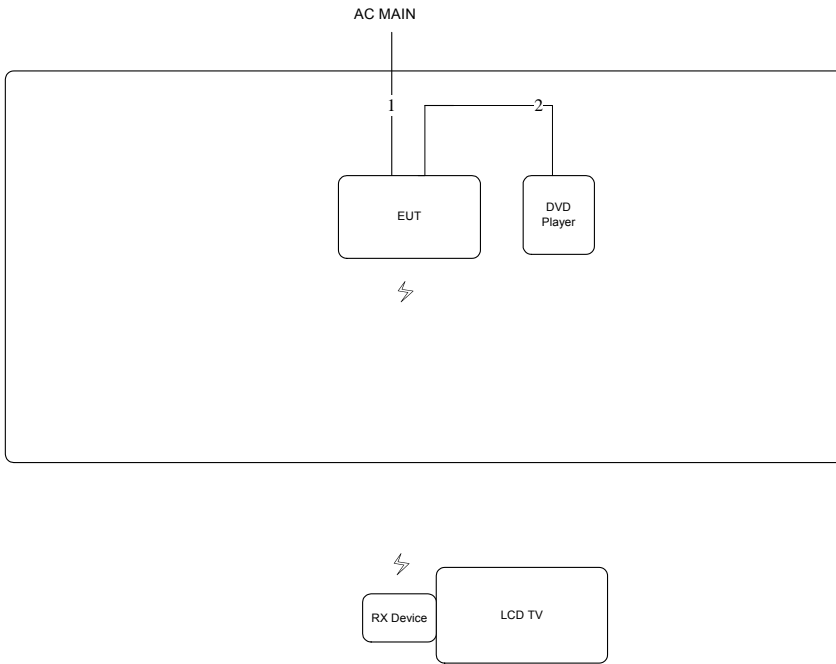 AC MAIN
1
2
EUT
DVD
Player
RX Device
LCD TV